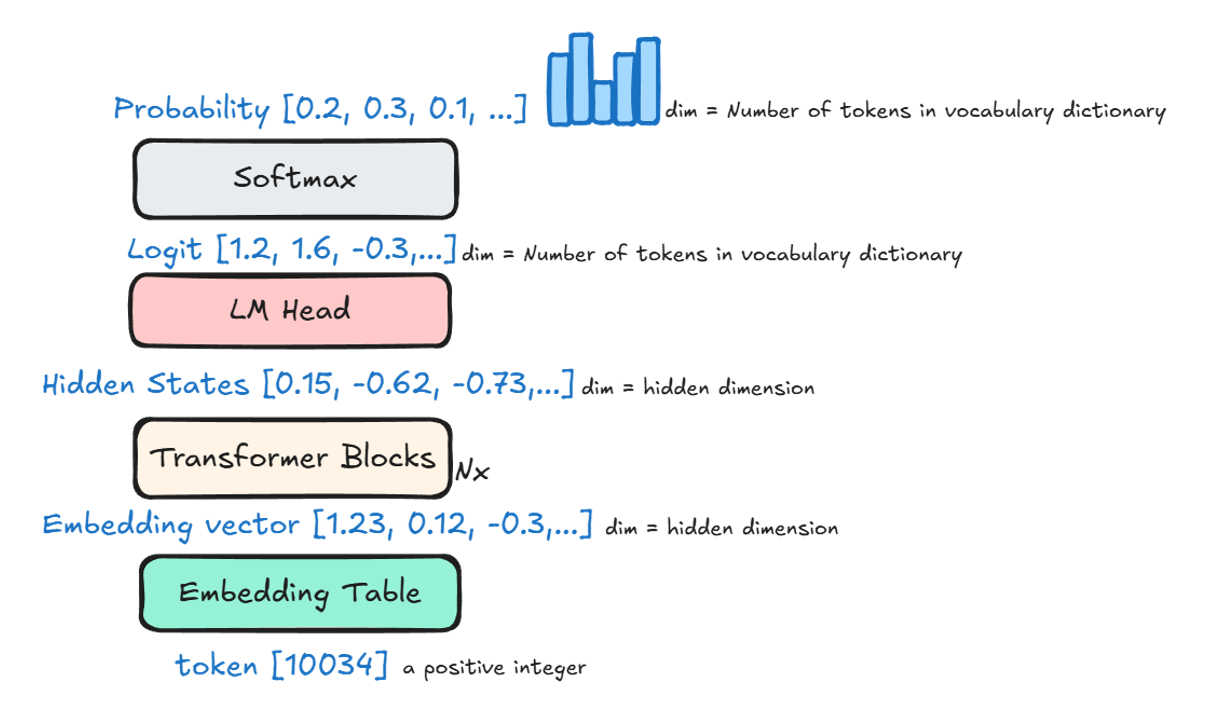 Probability [0.2, 0.3, 0.1, ...] dim = Number of tokens in vocabulary dictionary
Softmax
Logit [1.2, 1.6, -0.3,...] dim = Number of tokens in vocabulary dictionary
LM Head
Hidden States [0.15, -0.62, -0.73,...] dim = hidden dimension
Transformer Blocks Nx
Embedding vector [1.23, 0.12, -0.3,...] dim = hidden dimension
Embedding Table
token [10034] a positive integer